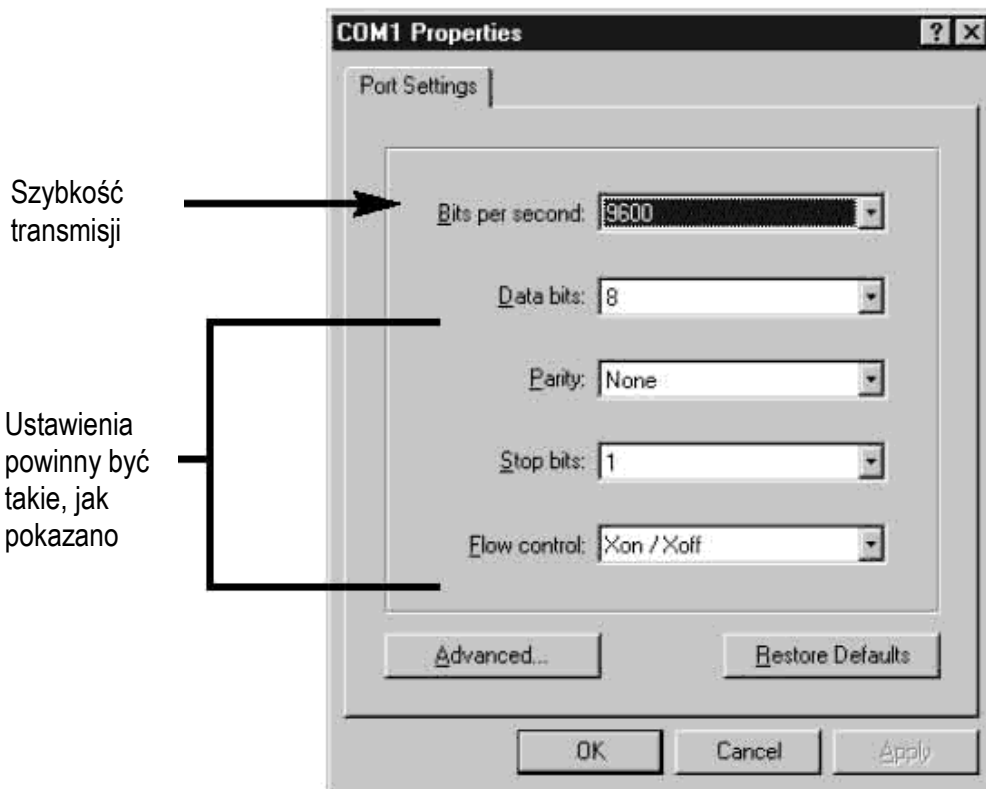 COM1 Properties
Port Settings
Szybkość
transmisji
Bits per second: 9600
Data bits: 8
Parity: None
Ustawienia
powinny być
takie, jak
pokazano
Stop bits: 1
Flow control: Xon / Xoff
Advanced...
Restore Defaults
OK
Cancel
Apply